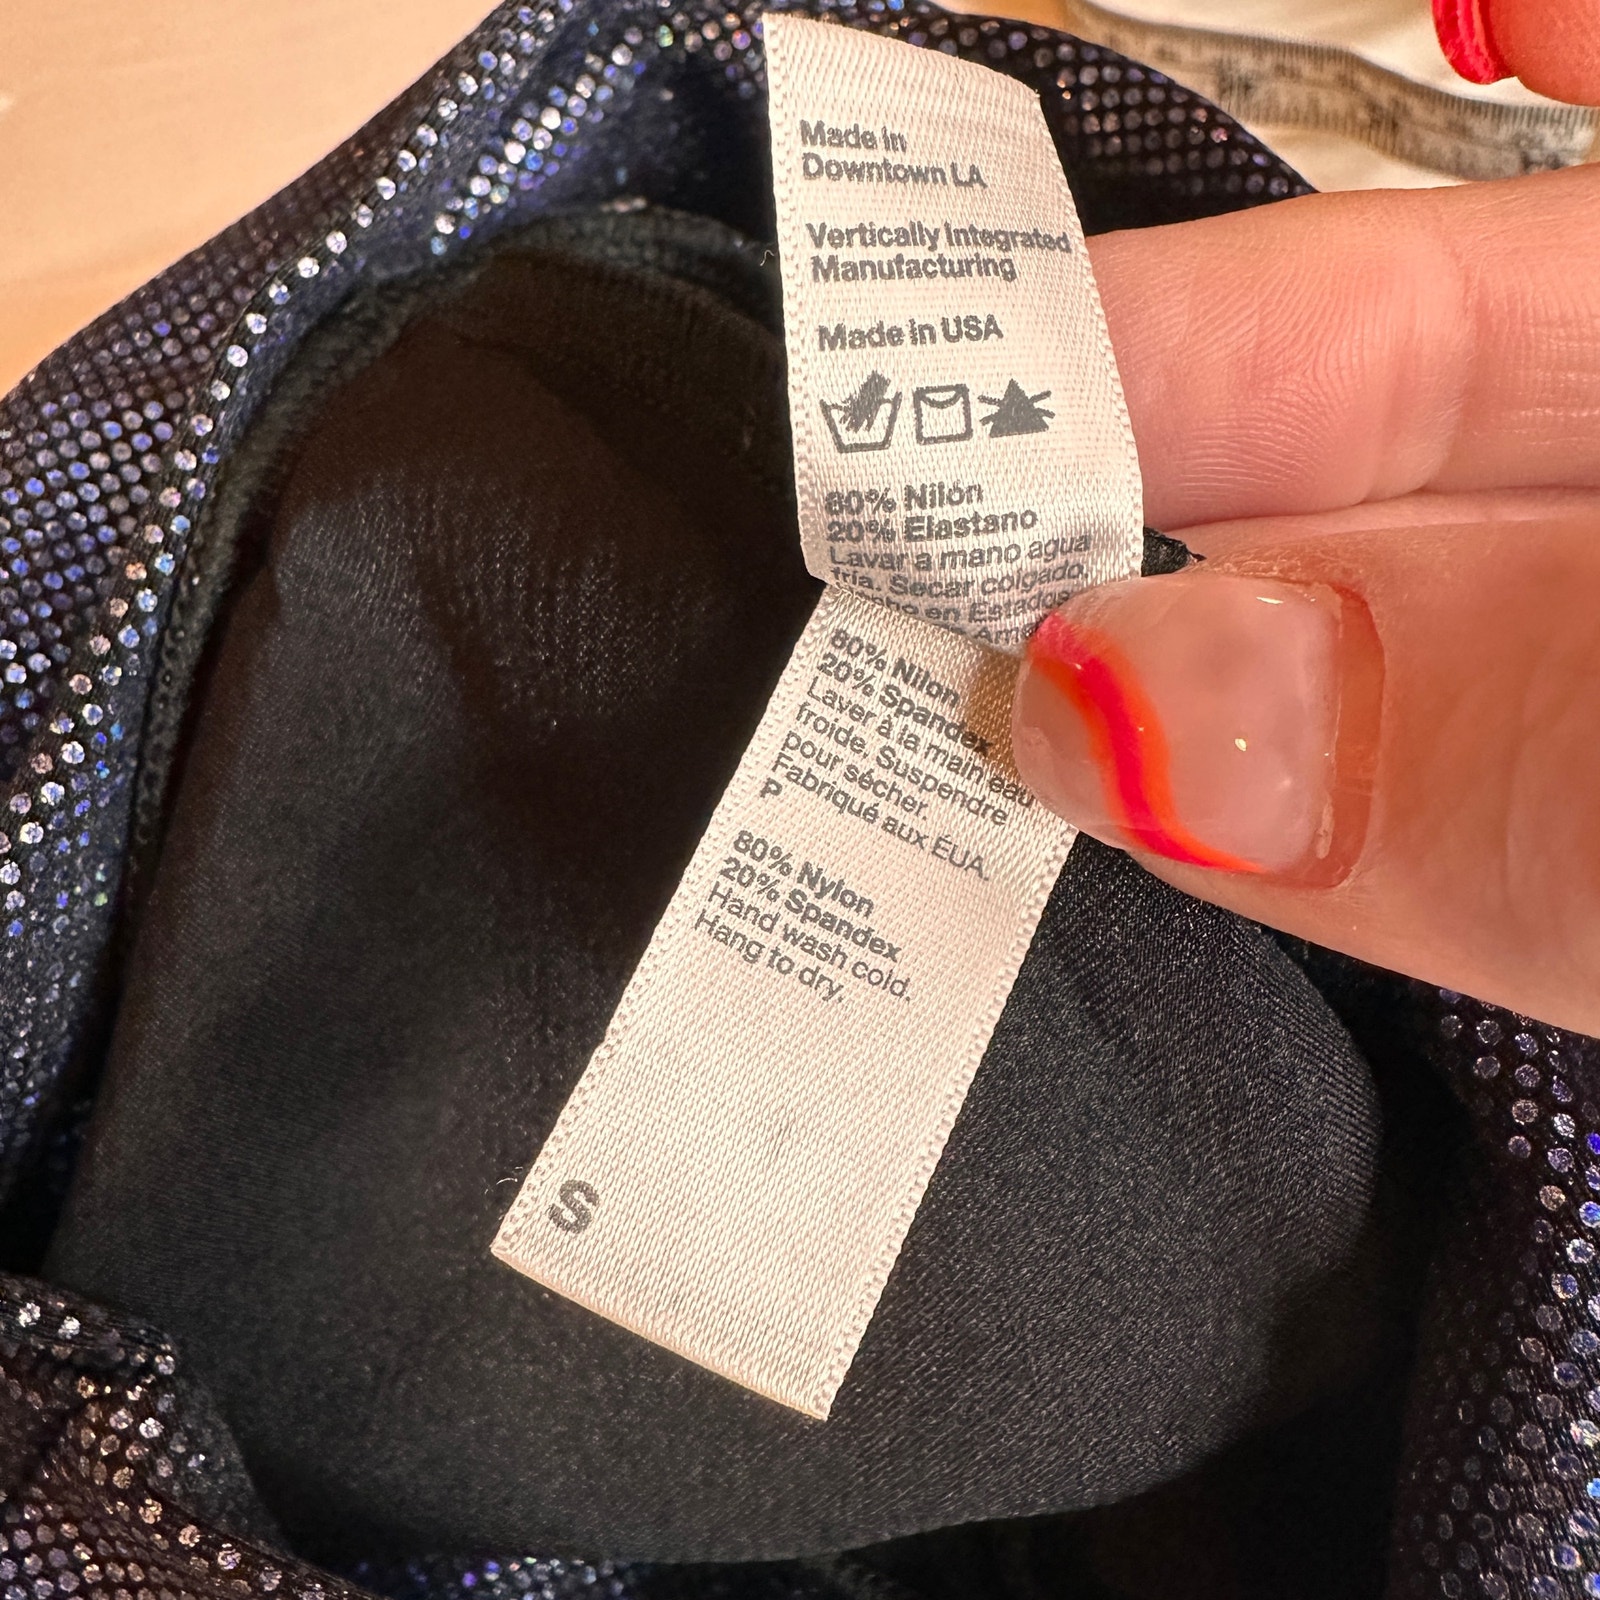 Made in
Downtown LA
Vertically Integrated
Manufacturing
Made in USA
80% Nilón
20% Elastano
Lavar a mano agua
fría. Secar colgado.
en Estados
80% Nilon
20% Spandex
Laver à la main eau
froide. Suspendre
pour sécher.
Fabriqué aux ÉUA.
P
80% Nylon
20% Spandex
Hand wash cold.
Hang to dry.
S